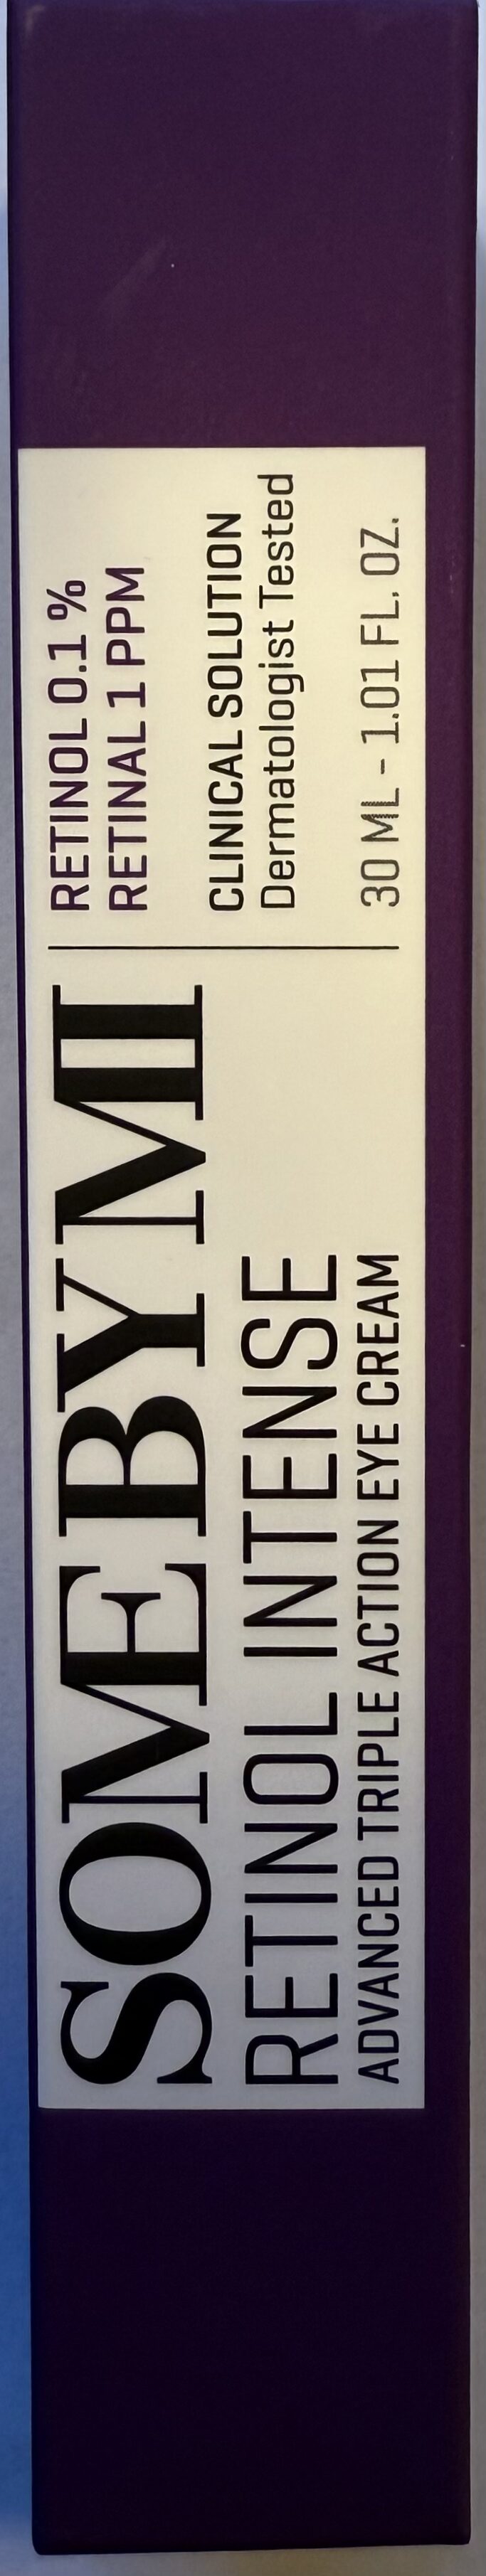 SOMEBYMI
RETINOL INTENSE
ADVANCED TRIPLE ACTION EYE CREAM
RETINOL 0.1 %
RETINAL 1 PPM
CLINICAL SOLUTION
Dermatologist Tested
30 ML - 1.01 FL. OZ.